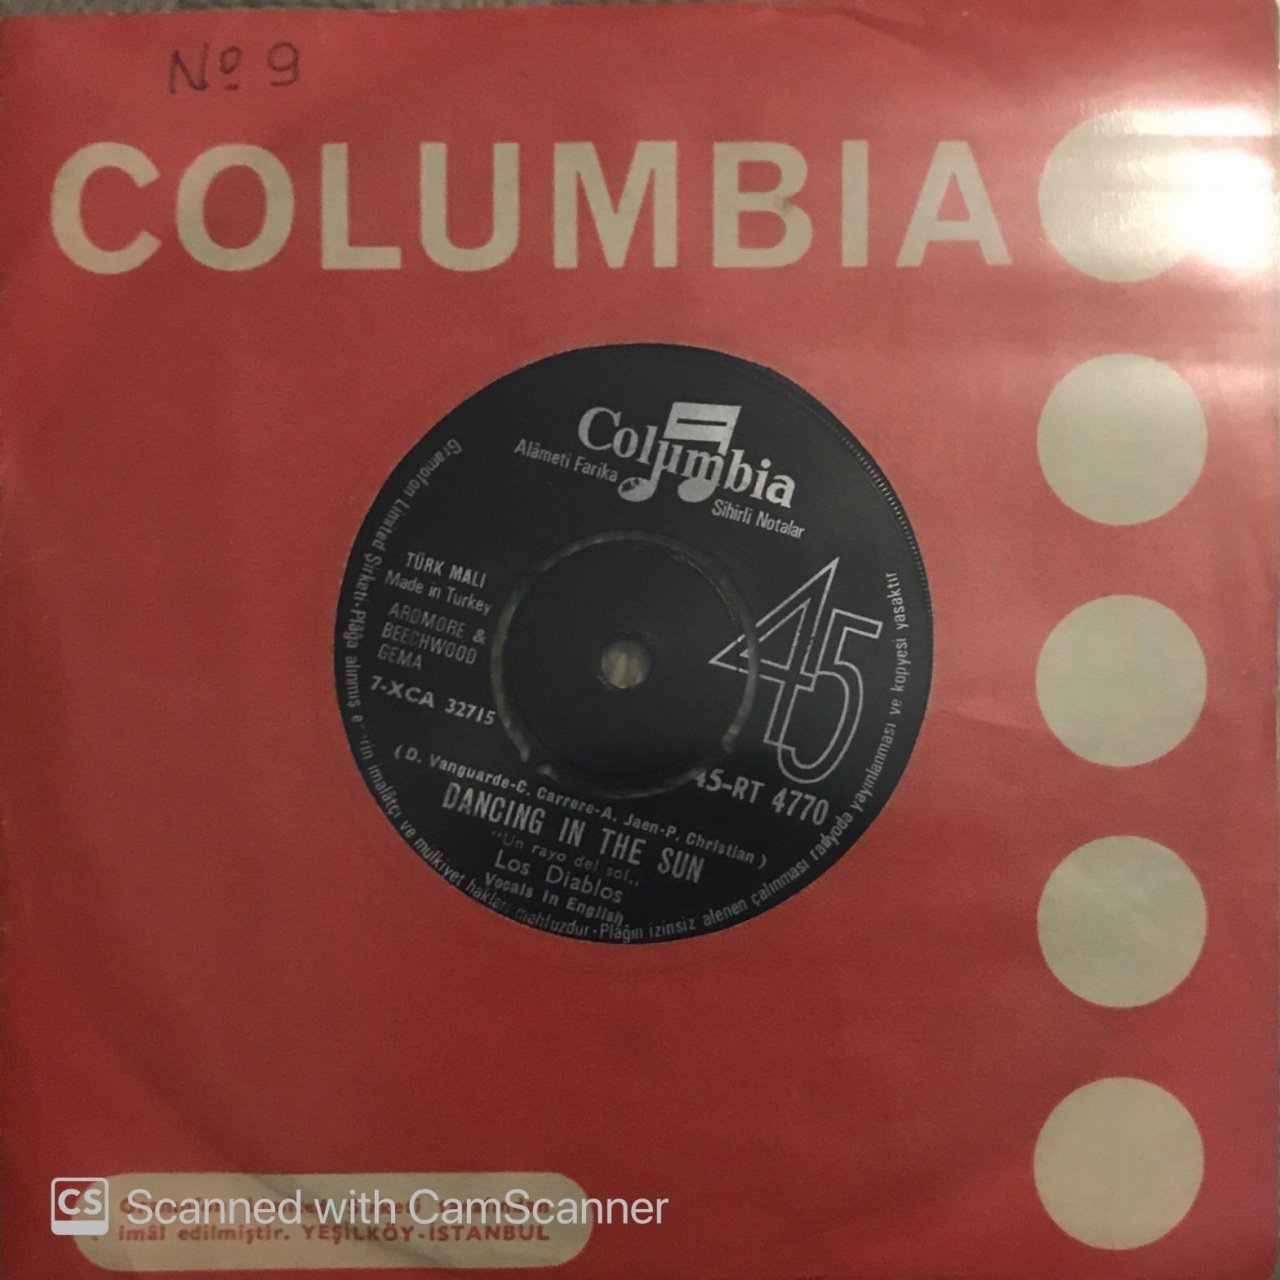 Nº 9
COLUMBIA
Columbia
Alâmeti Farika
Sihirli Notalar
TÜRK MALI
Made in Turkey
ARDMORE &
BEECHWOOD
GEMA
7-XCA 32715
45
45-RT 4770
(D. Vanguarde-C. Carrere-A. Jaen-P. Christian)
DANCING IN THE SUN
"Un rayo del sol"
Los Diablos
Vocals in English
Gramofon Limited Şirketi·Plâğa alınmış imalâtçı ve mülkiyet hakları mahfuzdur·Plâğın izinsiz alenen çalınması radyoda yayınlanması ve kopyesi yasaktır
imâl edilmiştir. YEŞİLKÖY-İSTANBUL
CS Scanned with CamScanner